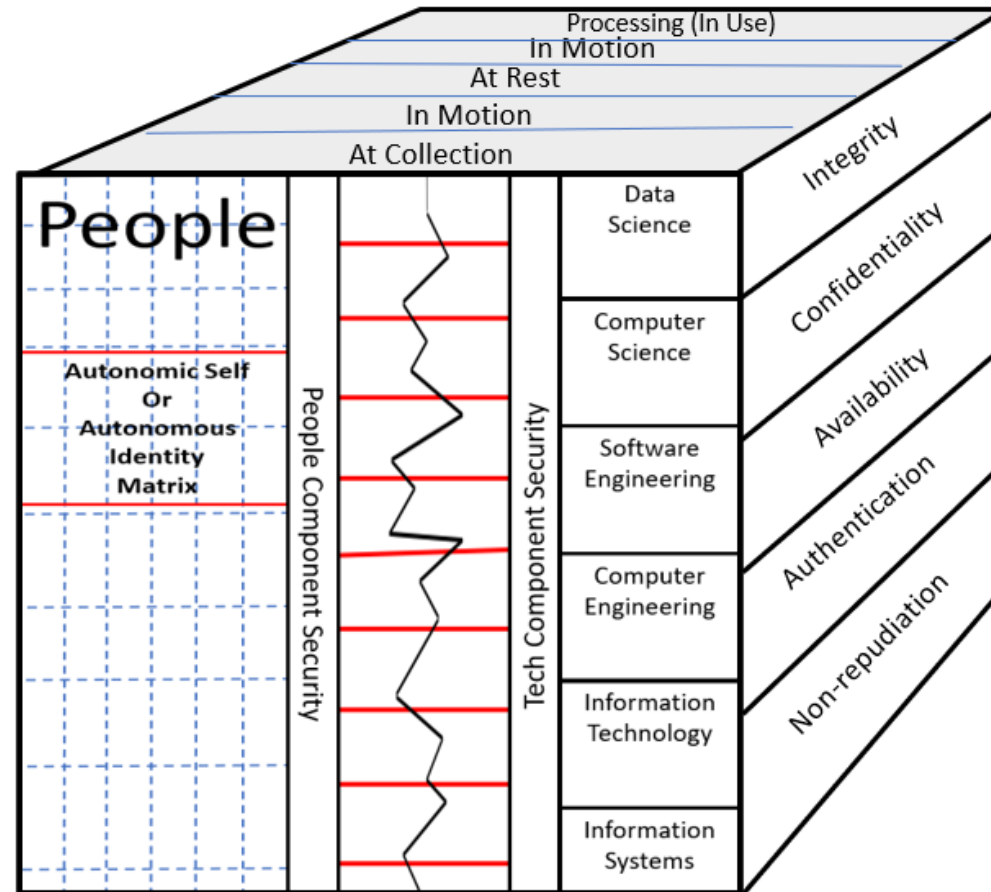 Processing (In Use)
In Motion
At Rest
In Motion
At Collection
People
Autonomic Self
Or
Autonomous
Identity
Matrix
People Component Security
Tech Component Security
Data
Science
Computer
Science
Software
Engineering
Computer
Engineering
Information
Technology
Information
Systems
Integrity
Confidentiality
Availability
Authentication
Non-repudiation